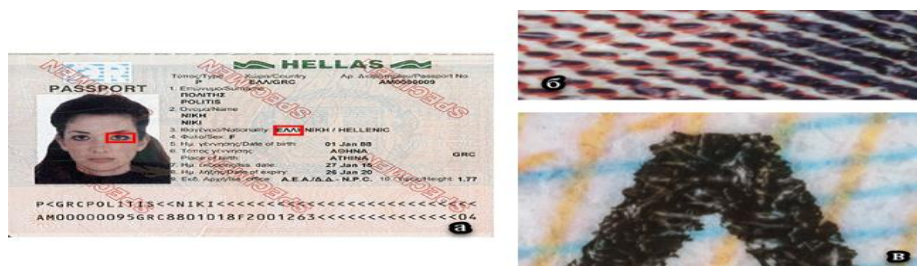 HELLAS
PASSPORT
Τύπος/Type Χώρα/Country Αρ. Διαβατηρίου/Passport No.
P ΕΛΛ/GRC AM0000009
1. Επώνυμο/Surname
ΠΟΛΙΤΗΣ
POLITIS
2. Όνομα/Name
ΝΙΚΗ
NIKI
3. Ιθαγένεια/Nationality ΕΛΛΗΝΙΚΗ / HELLENIC
4. Φύλο/Sex F
5. Ημ. γέννησης/Date of birth 01 Jan 88
6. Τόπος γέννησης ΑΘΗΝΑ GRC
Place of birth ATHINA
7. Ημ. έκδοσης/Iss. date 27 Jan 15
8. Ημ. λήξης/Date of expiry 26 Jan 20
9. Εκδ. Αρχή/Iss. office Α.Ε.Α/Δ.Δ - N.P.C. 10. Ύψος/Height 1.77
P<GRCPOLITIS<<NIKI<<<<<<<<<<<<<<<<<<<<<<<<<<
AM00000095GRC8801018F2001263<<<<<<<<<<<<<<04
SPECIMEN
а
б
в